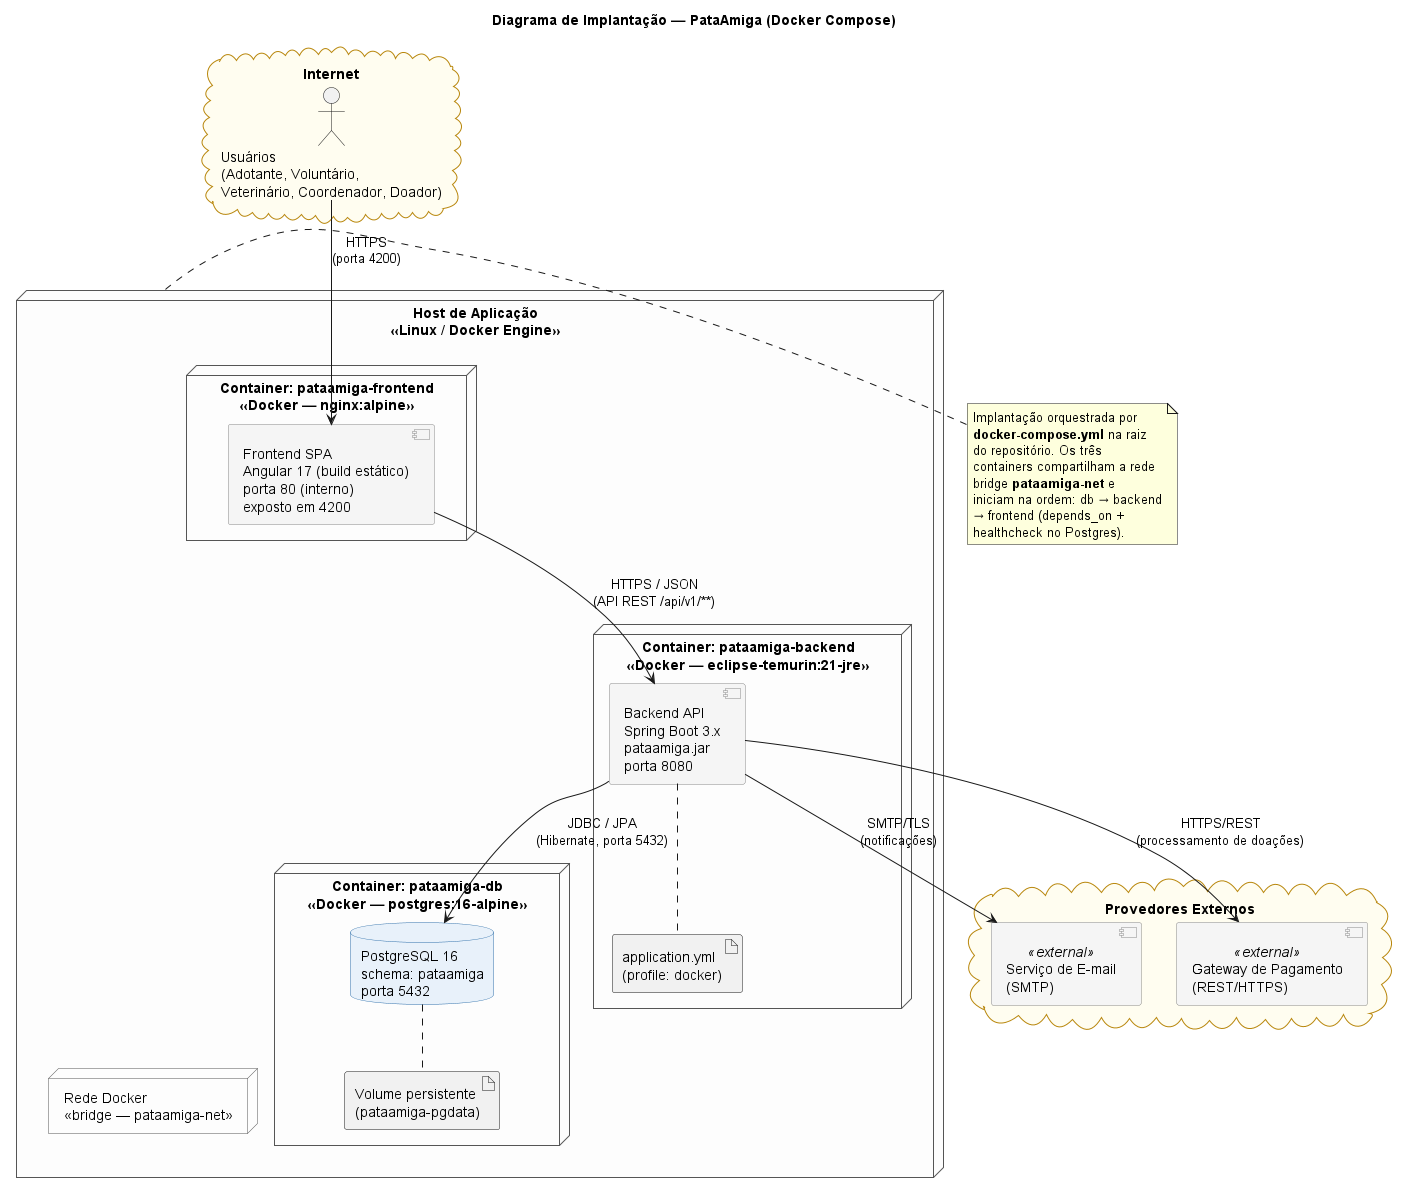 Diagrama de Implantação — PataAmiga (Docker Compose)
Internet
Usuários
(Adotante, Voluntário,
Veterinário, Coordenador, Doador)
HTTPS
(porta 4200)
Host de Aplicação
«Linux / Docker Engine»
Container: pataamiga-frontend
«Docker — nginx:alpine»
Frontend SPA
Angular 17 (build estático)
porta 80 (interno)
exposto em 4200
Implantação orquestrada por
docker-compose.yml na raiz
do repositório. Os três
containers compartilham a rede
bridge pataamiga-net e
iniciam na ordem: db → backend
→ frontend (depends_on +
healthcheck no Postgres).
HTTPS / JSON
(API REST /api/v1/**)
Container: pataamiga-backend
«Docker — eclipse-temurin:21-jre»
Backend API
Spring Boot 3.x
pataamiga.jar
porta 8080
JDBC / JPA
(Hibernate, porta 5432)
SMTP/TLS
(notificações)
HTTPS/REST
(processamento de doações)
Container: pataamiga-db
«Docker — postgres:16-alpine»
PostgreSQL 16
schema: pataamiga
porta 5432
application.yml
(profile: docker)
Provedores Externos
«external»
Serviço de E-mail
(SMTP)
«external»
Gateway de Pagamento
(REST/HTTPS)
Volume persistente
(pataamiga-pgdata)
Rede Docker
«bridge — pataamiga-net»